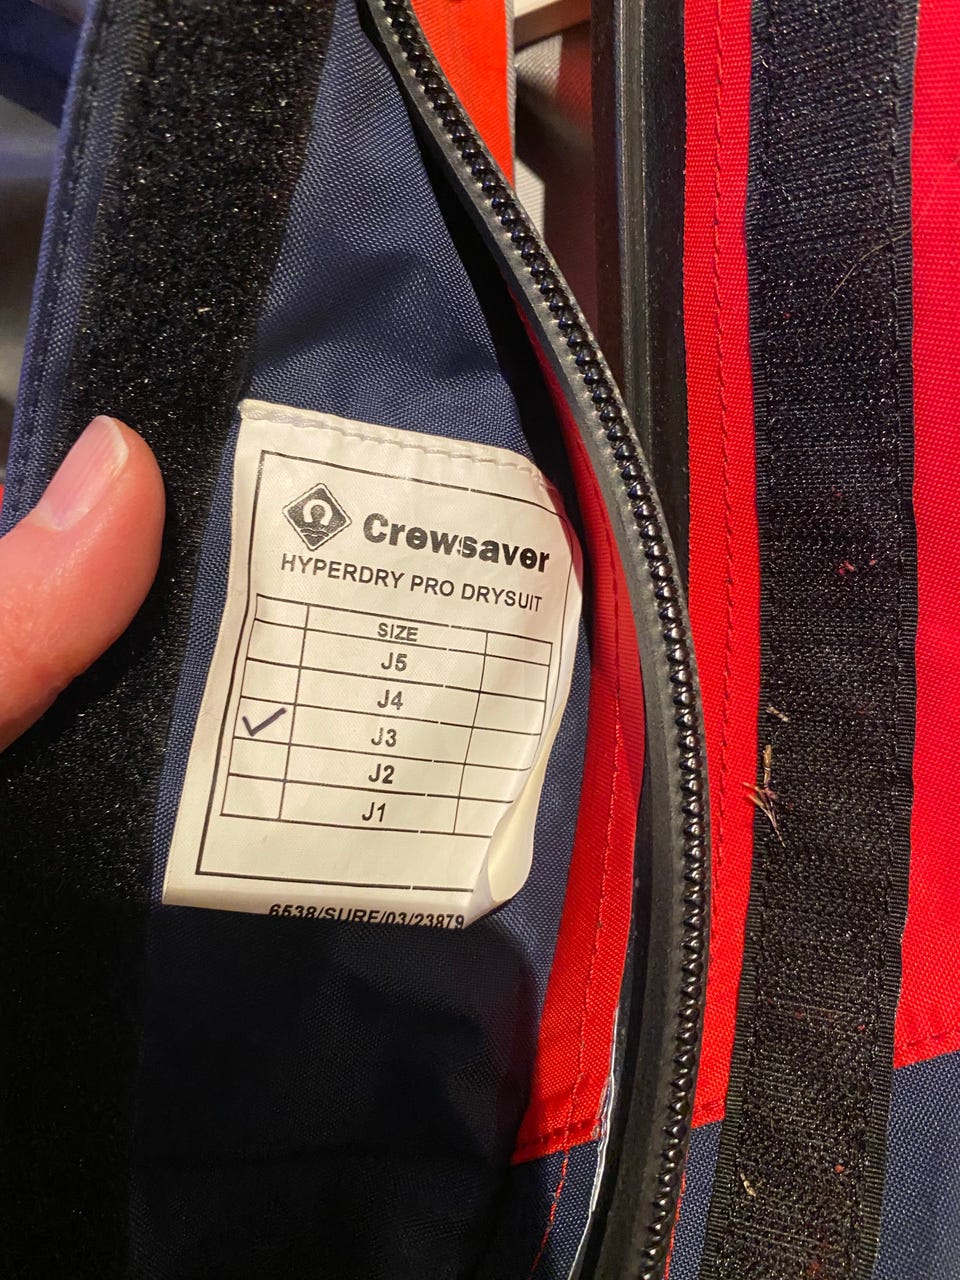 Crewsaver
HYPERDRY PRO DRYSUIT
SIZE
J5
J4
✓ J3
J2
J1
6538/SURF/03/23879